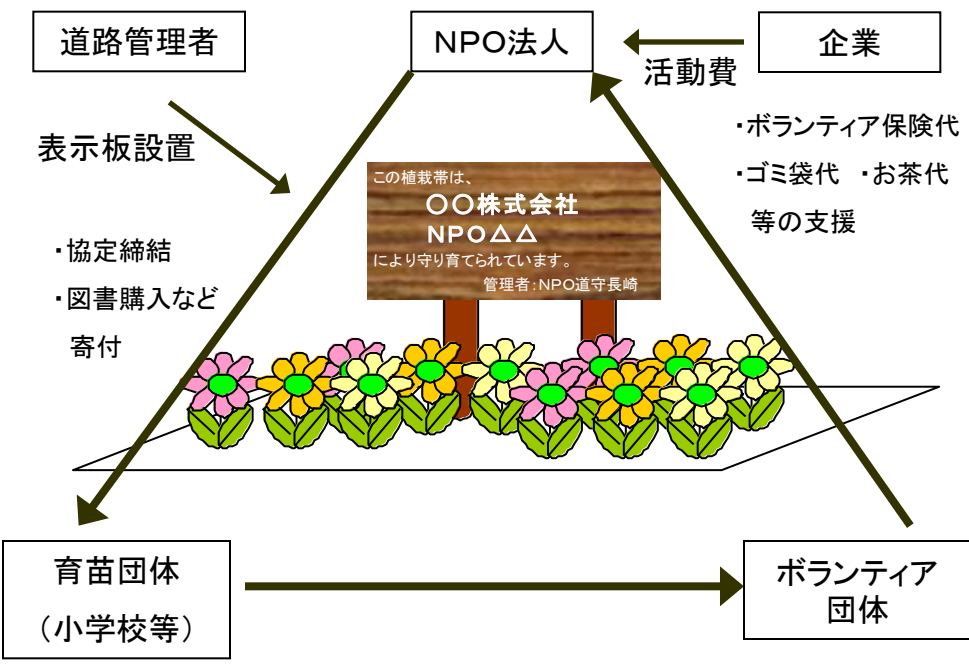 道路管理者
NPO法人
企業
活動費
表示板設置
・ボランティア保険代
・ゴミ袋代 ・お茶代
等の支援
この植栽帯は、
〇〇株式会社
NPO△△
により守り育てられています。
管理者:NPO道守長崎
・協定締結
・図書購入など
寄付
育苗団体
(小学校等)
ボランティア
団体